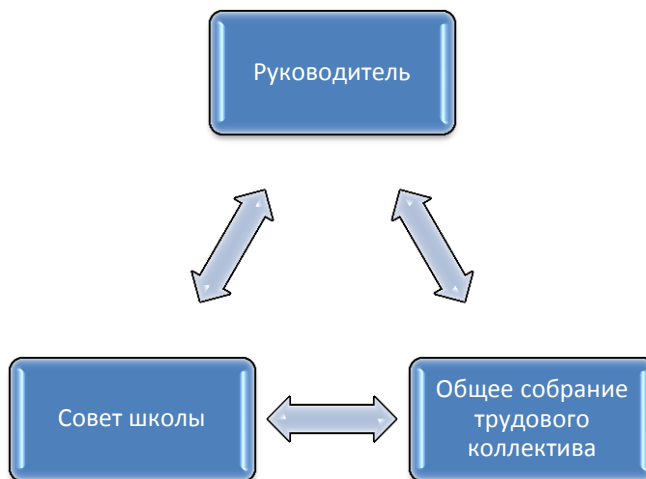 Руководитель
Совет школы
Общее собрание
трудового
коллектива